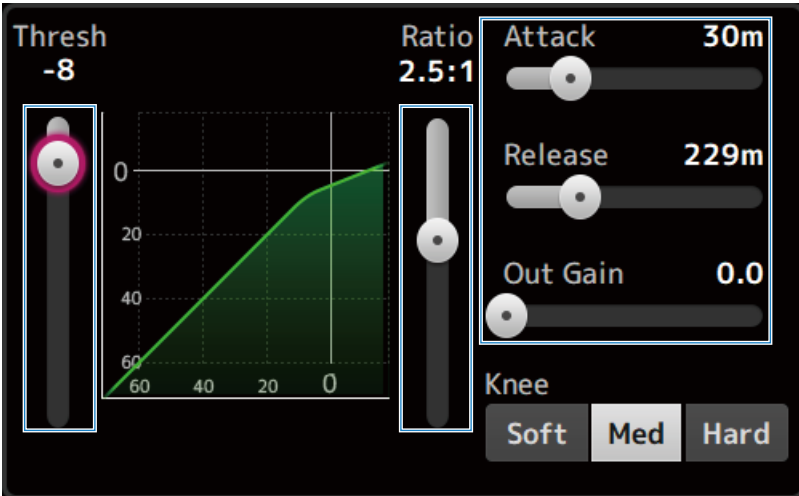 Thresh
-8
Ratio
2.5:1
Attack 30m
Release 229m
Out Gain 0.0
0
20
40
60
60 40 20 0
Knee
Soft Med Hard